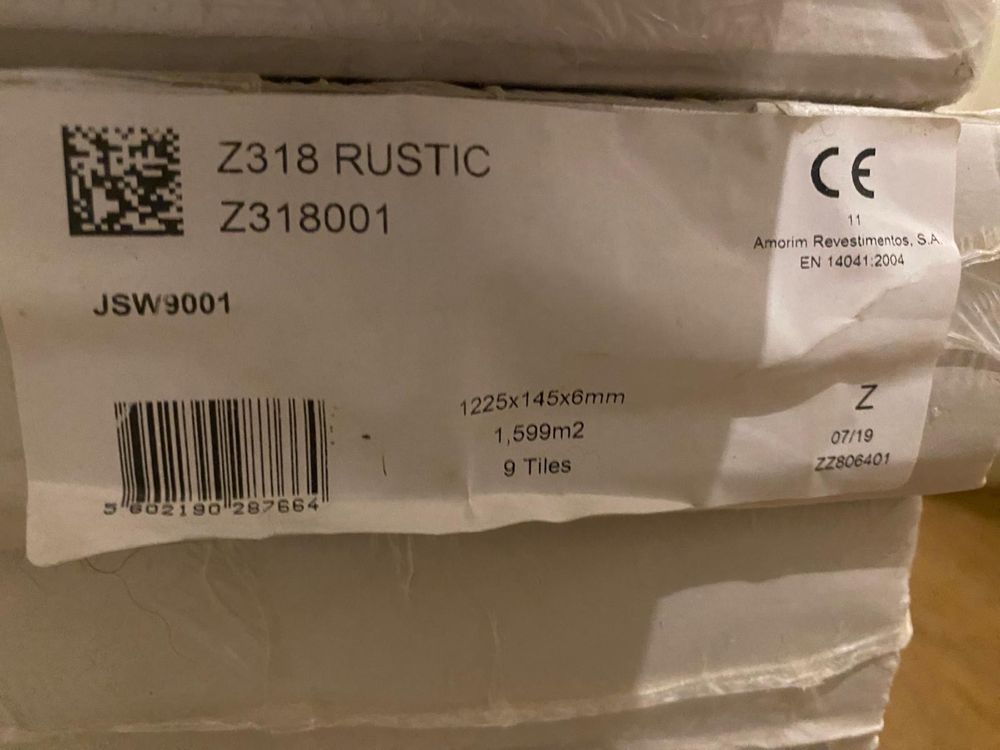 Z318 RUSTIC
Z318001
JSW9001
CE
11
Amorim Revestimentos, S.A.
EN 14041:2004
1225x145x6mm
1,599m2
9 Tiles
Z
07/19
ZZ806401
5 602190 287664